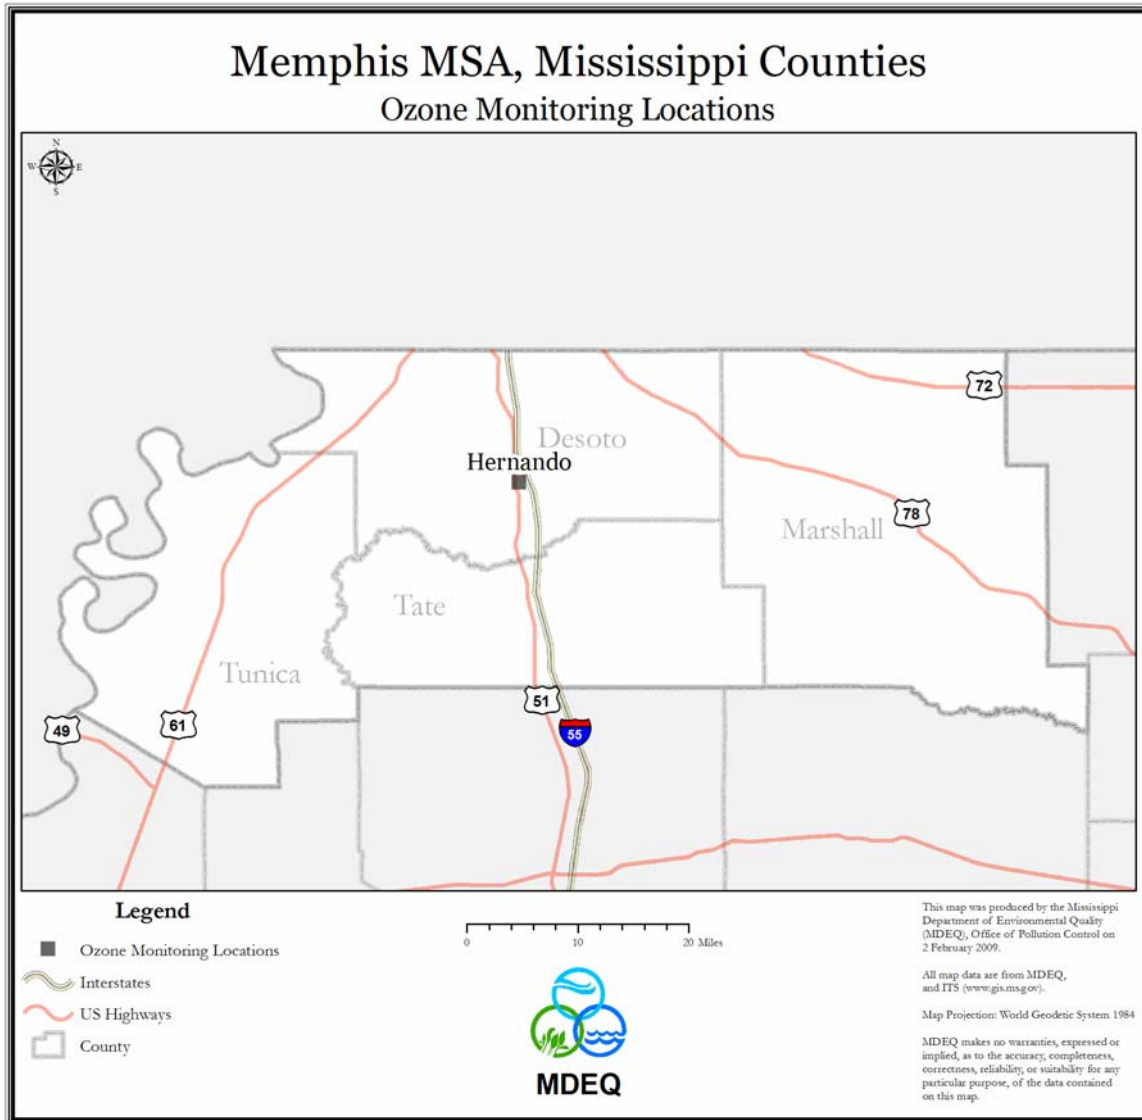 Memphis MSA, Mississippi Counties
Ozone Monitoring Locations
N
W E
S
72
Desoto
Hernando
78
Marshall
Tate
Tunica
51
61
49
55
Legend
Ozone Monitoring Locations
Interstates
US Highways
County
0 10 20 Miles
MDEQ
This map was produced by the Mississippi
Department of Environmental Quality
(MDEQ), Office of Pollution Control on
2 February 2009.
All map data are from MDEQ,
and ITS (www.gis.ms.gov).
Map Projection: World Geodetic System 1984
MDEQ makes no warranties, expressed or
implied, as to the accuracy, completeness,
correctness, reliability, or suitability for any
particular purpose, of the data contained
on this map.